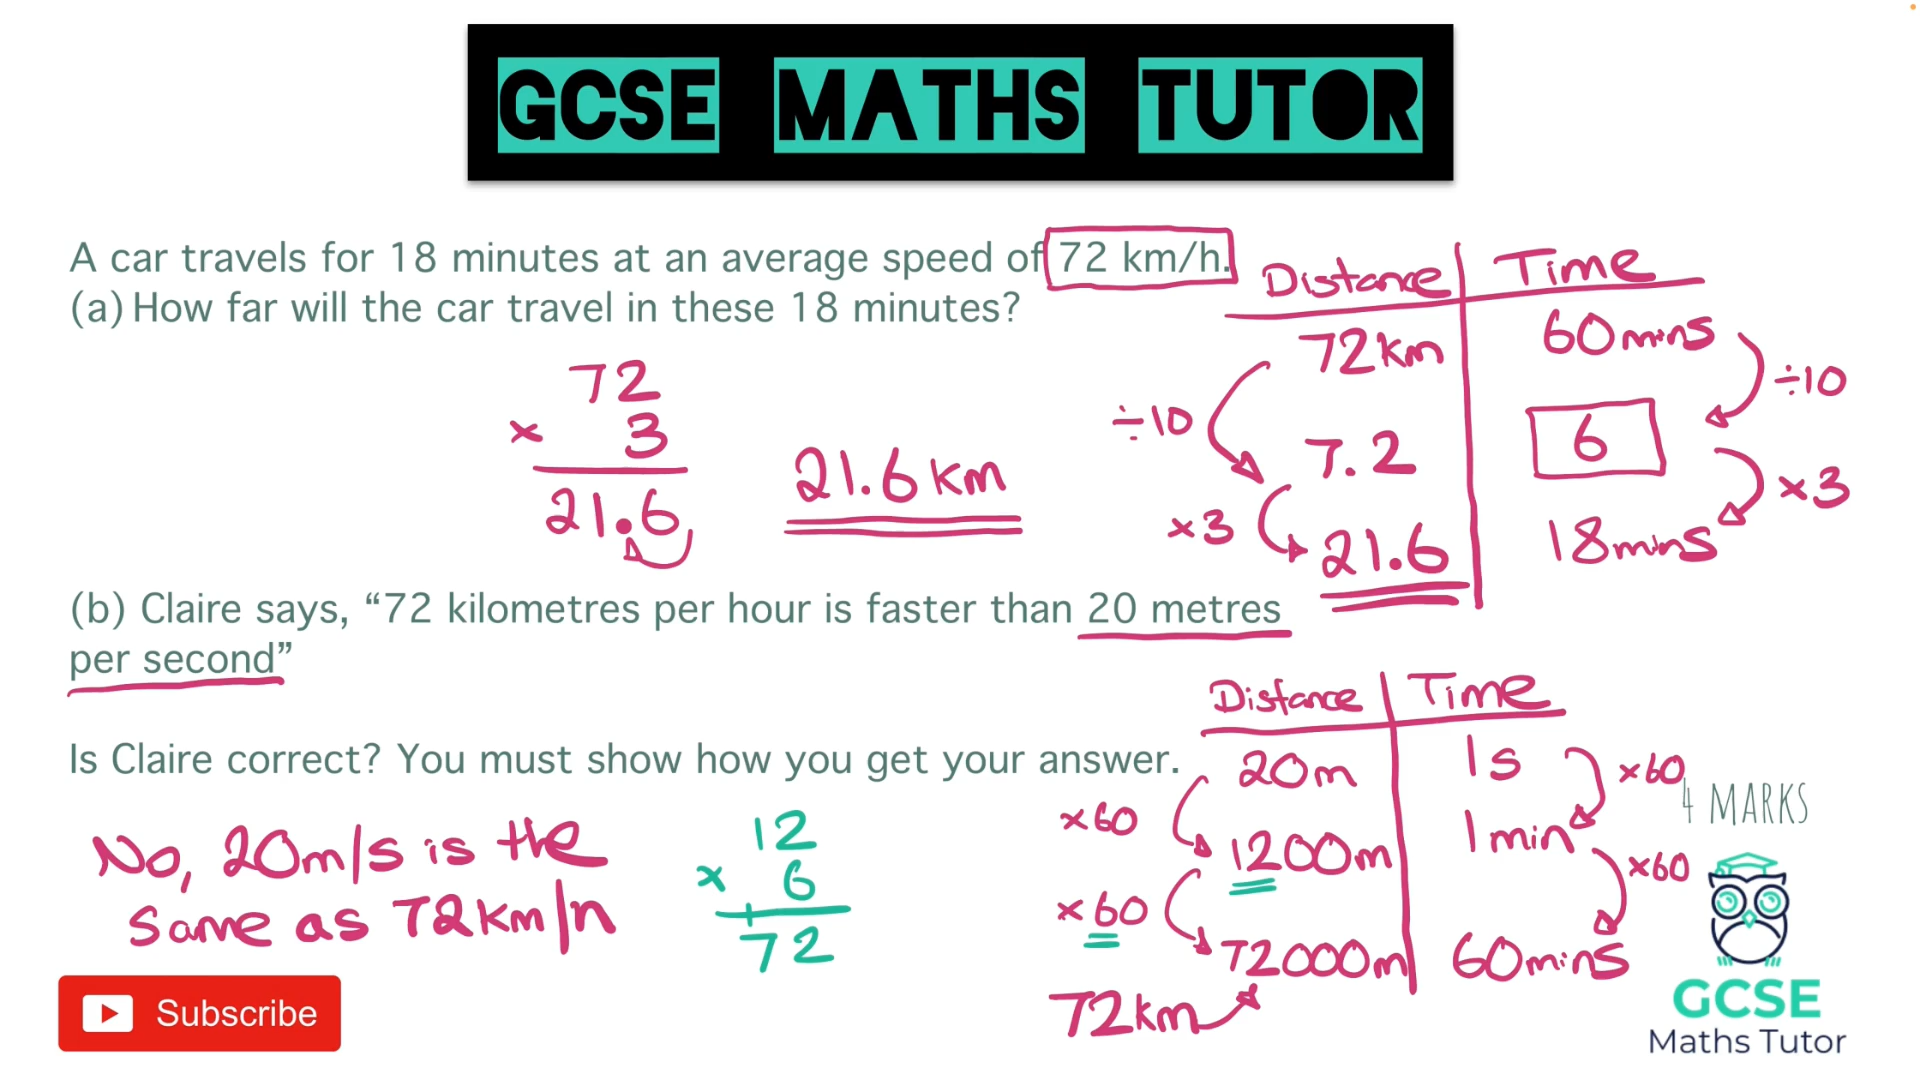 GCSE MATHS TUTOR
A car travels for 18 minutes at an average speed of 72 km/h.
(a) How far will the car travel in these 18 minutes?
72
× 3
21.6
21.6 km
Distance Time
72km 60mins
÷10 ÷10
7.2 6
×3 ×3
21.6 18mins
(b) Claire says, “72 kilometres per hour is faster than 20 metres
per second”
Is Claire correct? You must show how you get your answer.
No, 20m/s is the
same as 72km/h
12
× 6
1
72
Distance Time
20m 1s
×60 ×60
1200m 1min
×60 ×60
72000m 60mins
72km
4 MARKS
Subscribe
GCSE
Maths Tutor